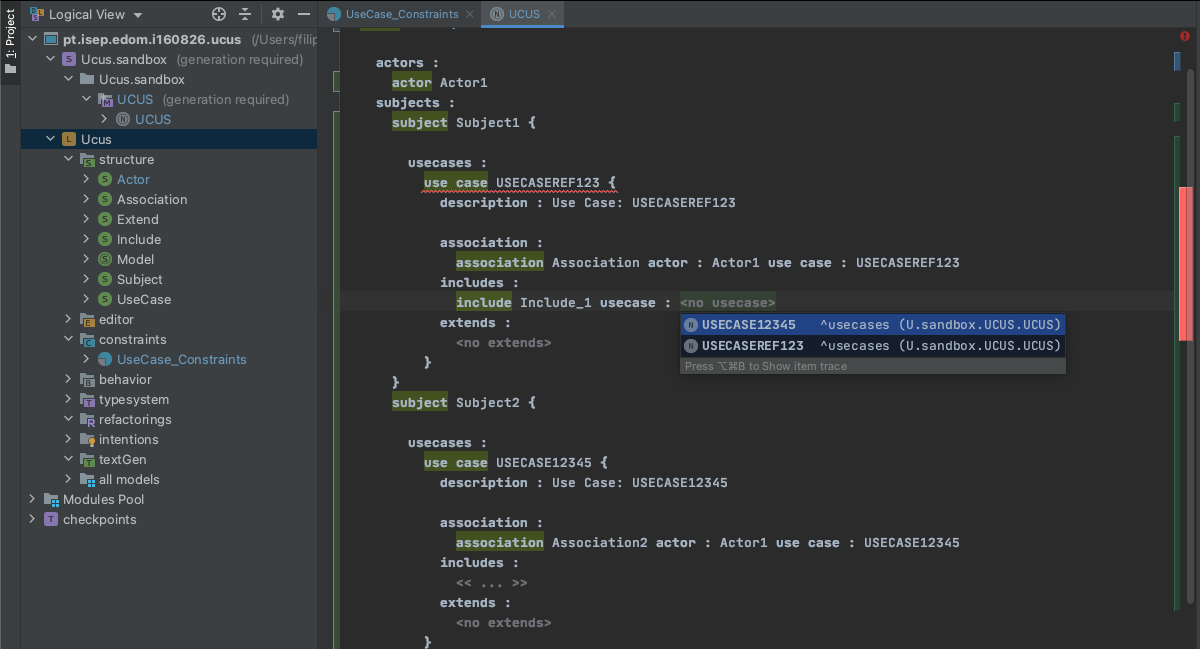 1: Project
Logical View
pt.isep.edom.i160826.ucus (/Users/filip
Ucus.sandbox (generation required)
Ucus.sandbox
UCUS (generation required)
UCUS
Ucus
structure
Actor
Association
Extend
Include
Model
Subject
UseCase
editor
constraints
UseCase_Constraints
behavior
typesystem
refactorings
intentions
textGen
all models
Modules Pool
checkpoints
UseCase_Constraints
UCUS
actors :
actor Actor1
subjects :
subject Subject1 {
usecases :
use case USECASEREF123 {
description : Use Case: USECASEREF123
association :
association Association actor : Actor1 use case : USECASEREF123
includes :
include Include_1 usecase : <no usecase>
USECASE12345 ^usecases (U.sandbox.UCUS.UCUS)
USECASEREF123 ^usecases (U.sandbox.UCUS.UCUS)
Press ⌥⌘B to Show item trace
extends :
<no extends>
}
}
subject Subject2 {
usecases :
use case USECASE12345 {
description : Use Case: USECASE12345
association :
association Association2 actor : Actor1 use case : USECASE12345
includes :
<< ... >>
extends :
<no extends>
}